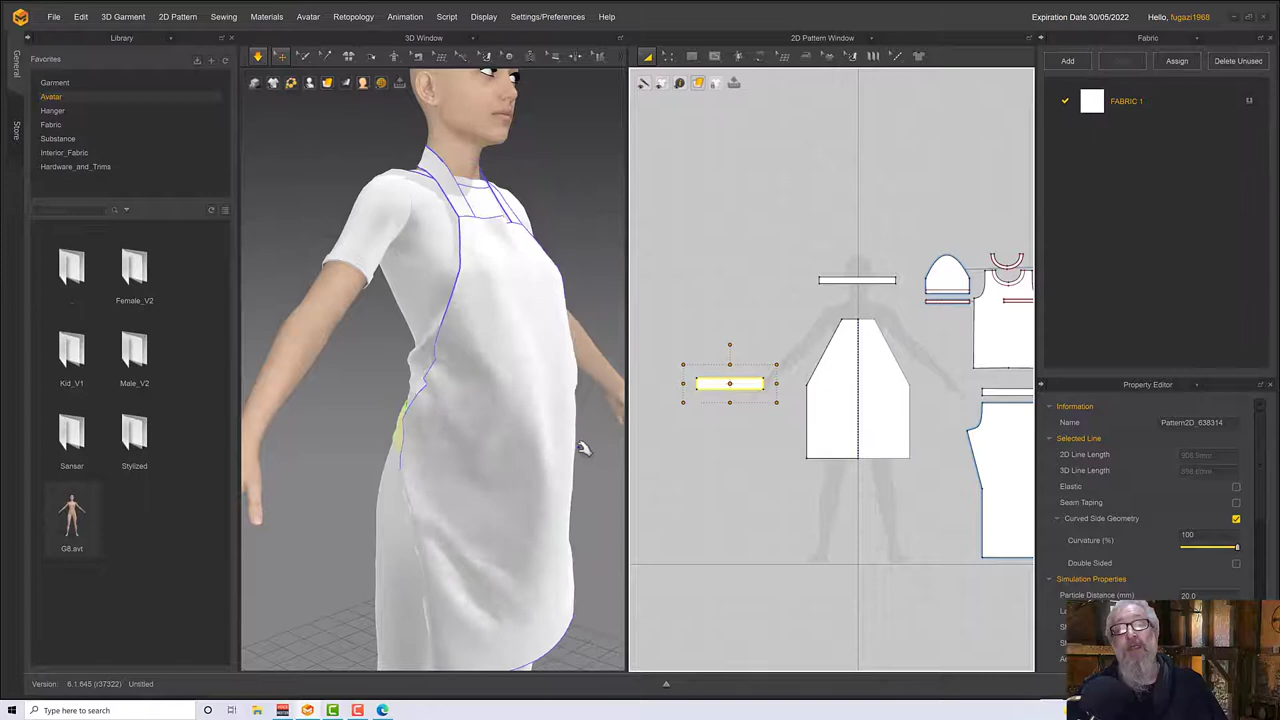 File Edit 3D Garment 2D Pattern Sewing Materials Avatar Retopology Animation Script Display Settings/Preferences Help
Expiration Date 30/05/2022 Hello, fugazi1968
General
Store
Library
Favorites
Garment
Avatar
Hanger
Fabric
Substance
Interior_Fabric
Hardware_and_Trims
..
Female_V2
Kid_V1
Male_V2
Sansar
Stylized
G8.avt
3D Window
2D Pattern Window
Fabric
Add
Assign
Delete Unused
FABRIC 1
Property Editor
Information
Name Pattern2D_638314
Selected Line
2D Line Length
3D Line Length
Elastic
Seam Taping
Curved Side Geometry
Curvature (%) 100
Double Sided
Simulation Properties
Particle Distance (mm) 20.0
Version: 6.1.645 (r37322) Untitled
Type here to search